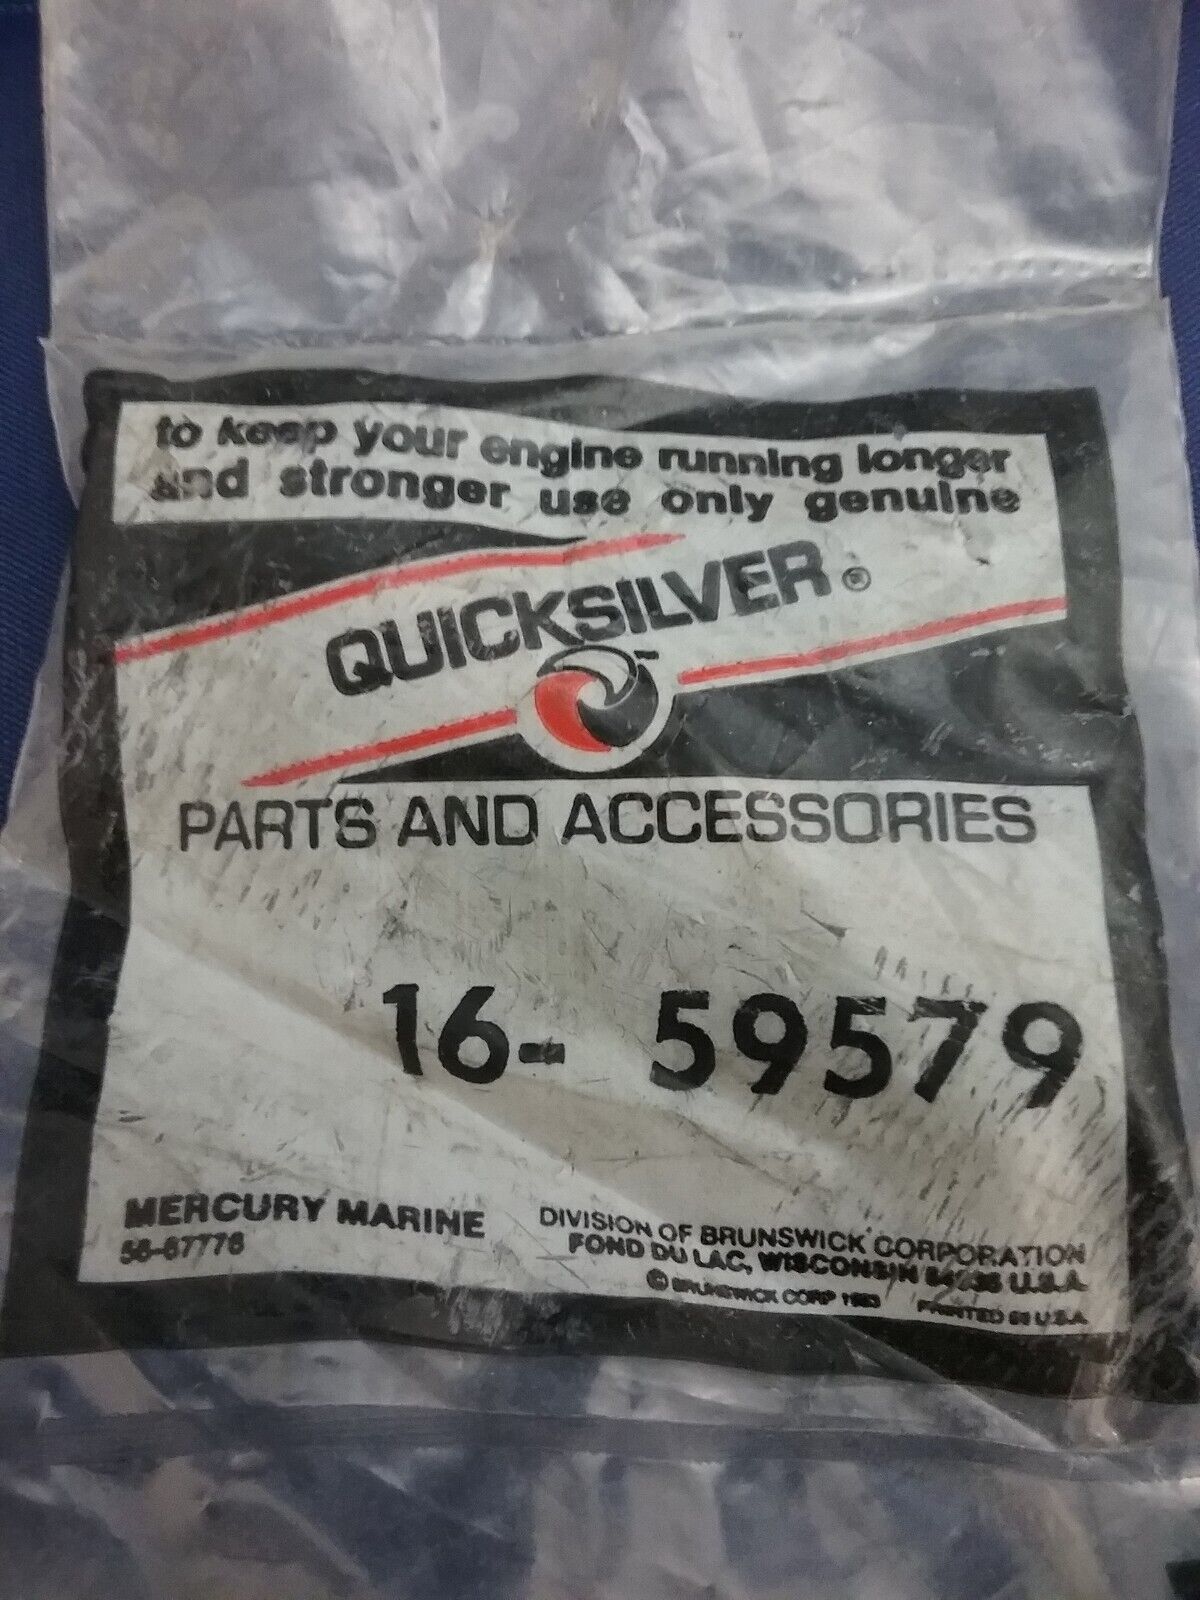 to keep your engine running longer
and stronger use only genuine
QUICKSILVER®
PARTS AND ACCESSORIES
16- 59579
MERCURY MARINE
DIVISION OF BRUNSWICK CORPORATION
FOND DU LAC, WISCONSIN U.S.A.
© BRUNSWICK CORP PRINTED U.S.A.